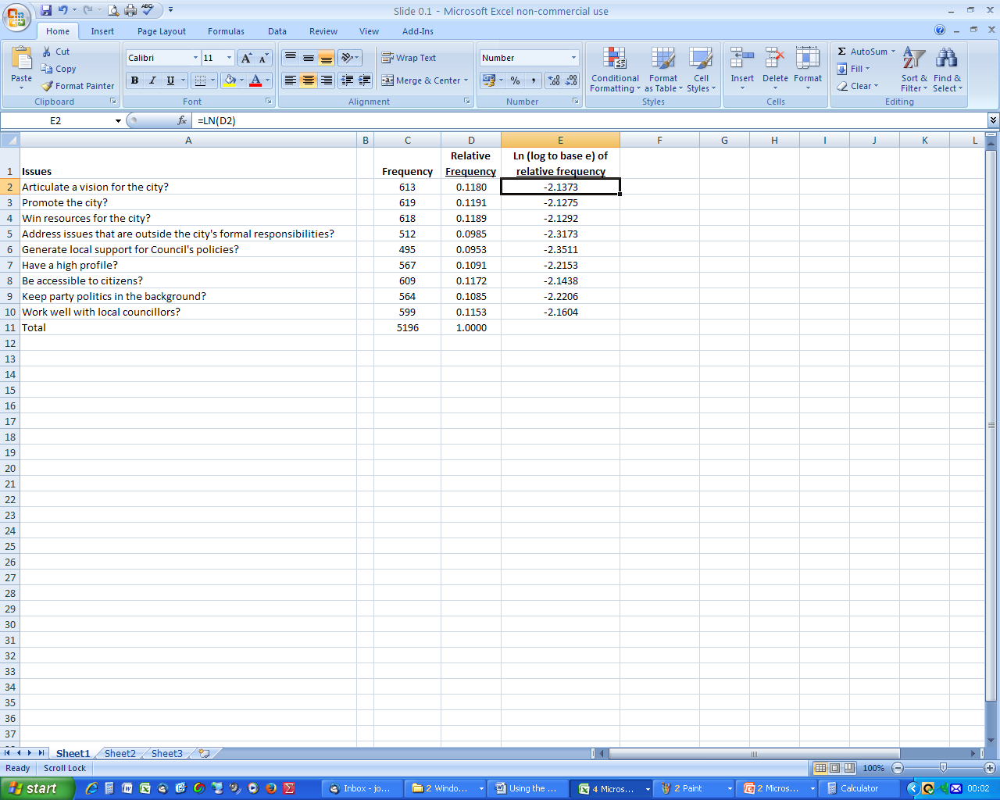 Slide 0.1 - Microsoft Excel non-commercial use
Home Insert Page Layout Formulas Data Review View Add-Ins
Paste
Cut
Copy
Format Painter
Clipboard
Calibri 11
B I U
Font
Wrap Text
Merge & Center
Alignment
Number
% ,
Number
Conditional Formatting
Format as Table
Cell Styles
Styles
Insert Delete Format
Cells
Σ AutoSum
Fill
Clear
Sort & Filter
Find & Select
Editing
E2 fx =LN(D2)
A B C D E F G H I J K L
1 Issues Frequency Relative Frequency Ln (log to base e) of relative frequency
2 Articulate a vision for the city? 613 0.1180 -2.1373
3 Promote the city? 619 0.1191 -2.1275
4 Win resources for the city? 618 0.1189 -2.1292
5 Address issues that are outside the city's formal responsibilities? 512 0.0985 -2.3173
6 Generate local support for Council's policies? 495 0.0953 -2.3511
7 Have a high profile? 567 0.1091 -2.2153
8 Be accessible to citizens? 609 0.1172 -2.1438
9 Keep party politics in the background? 564 0.1085 -2.2206
10 Work well with local councillors? 599 0.1153 -2.1604
11 Total 5196 1.0000
12
13
14
15
16
17
18
19
20
21
22
23
24
25
26
27
28
29
30
31
32
33
34
35
36
37
Sheet1 Sheet2 Sheet3
Ready Scroll Lock 100%
start Inbox - jo... 2 Windo... Using the ... 4 Micros... 2 Paint 2 Micros... Calculator 00:02